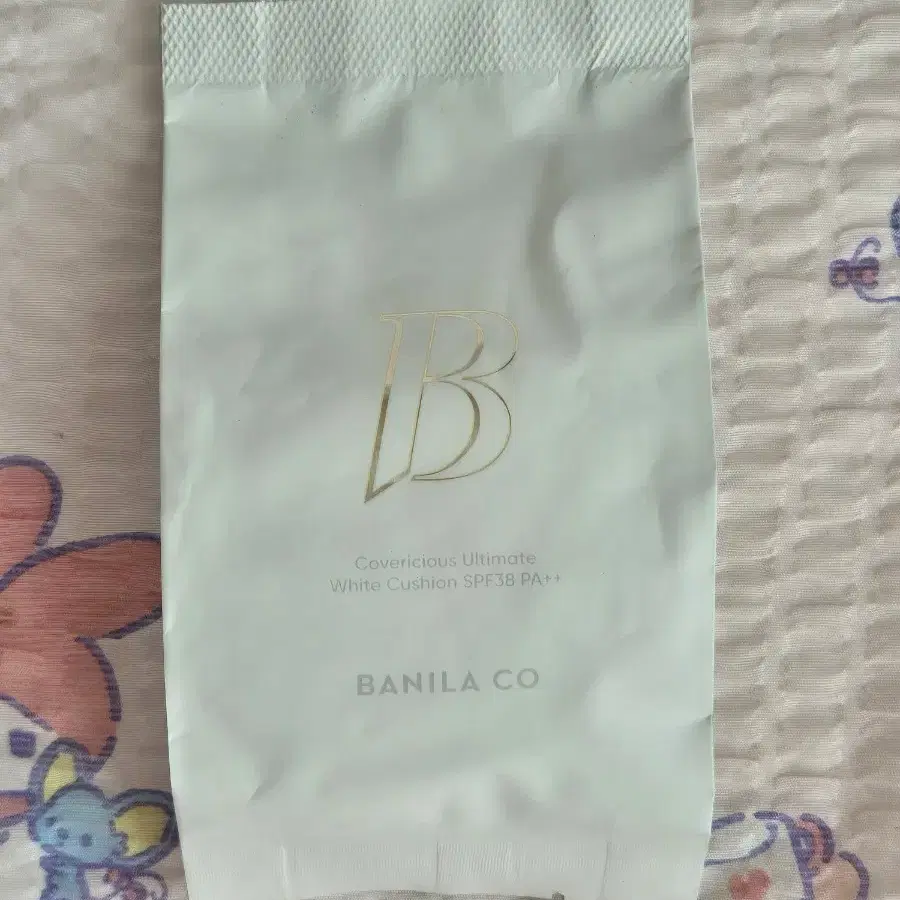 B
Covericious Ultimate
White Cushion SPF38 PA++
BANILA CO